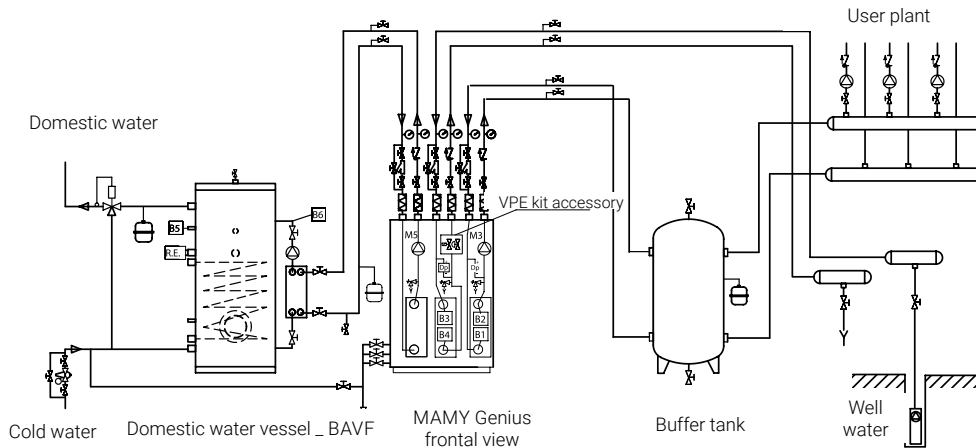 User plant
Domestic water
B5
R.E.
B6
VPE kit accessory
M5
M3
Dp
Dp
B3
B4
B2
B1
Cold water
Domestic water vessel _ BAVF
MAMY Genius
frontal view
Buffer tank
Well
water